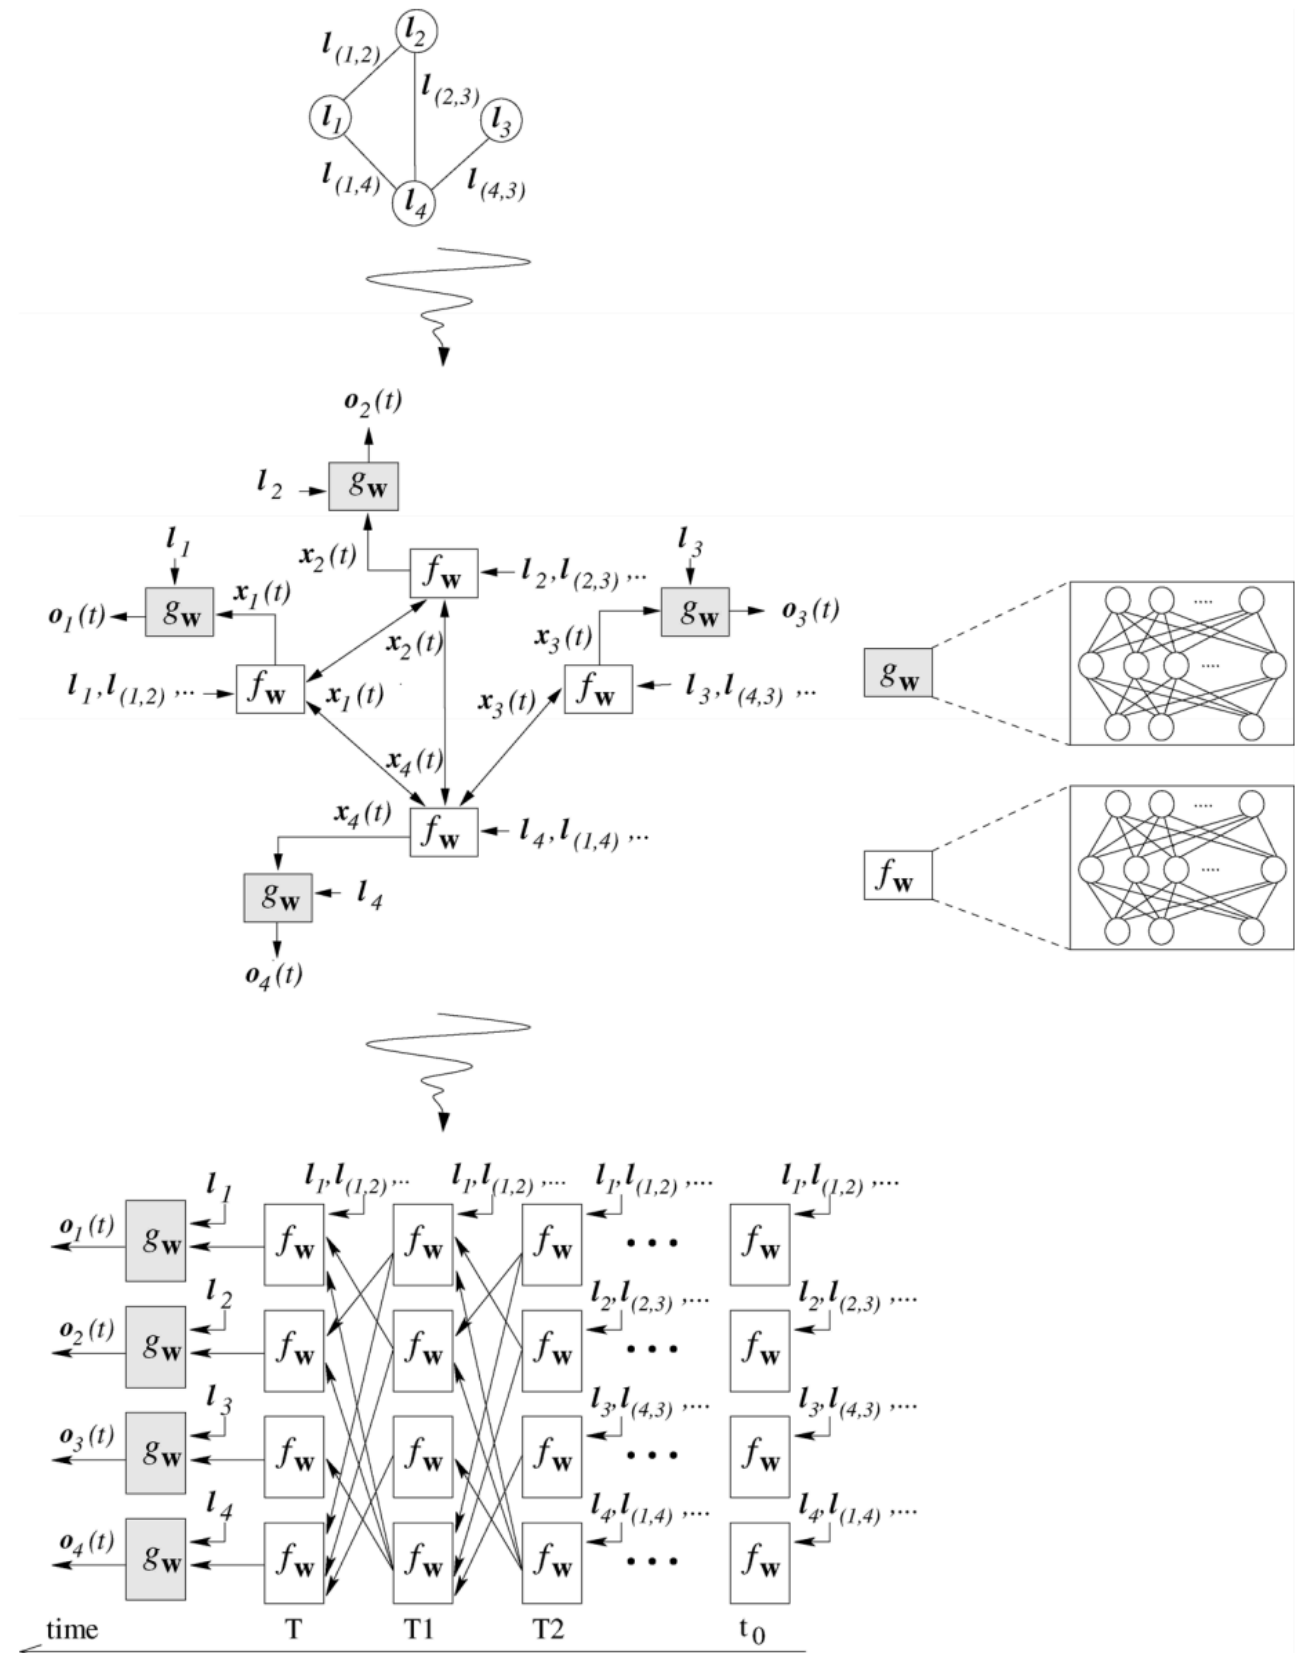 l2
l(1,2)
l(2,3)
l1
l3
l(1,4)
l(4,3)
l4
o2(t)
l2
gw
l1
x2(t)
fw
l2,l(2,3) ,..
l3
x1(t)
o1(t)
gw
gw
o3(t)
x2(t)
x3(t)
l1,l(1,2) ,..
fw
x1(t)
x3(t)
fw
l3,l(4,3) ,..
gw
....
....
x4(t)
x4(t)
fw
l4,l(1,4) ,..
gw
l4
o4(t)
fw
....
....
l1,l(1,2),..
l1,l(1,2),...
l1,l(1,2) ,...
l1,l(1,2) ,...
l1
o1(t)
gw
fw
fw
fw
...
fw
l2
l2,l(2,3) ,...
l2,l(2,3) ,...
o2(t)
gw
fw
fw
fw
...
fw
l3
l3,l(4,3) ,...
l3,l(4,3) ,...
o3(t)
gw
fw
fw
fw
...
fw
l4
l4,l(1,4) ,...
l4,l(1,4) ,...
o4(t)
gw
fw
fw
fw
...
fw
time T T1 T2 t0